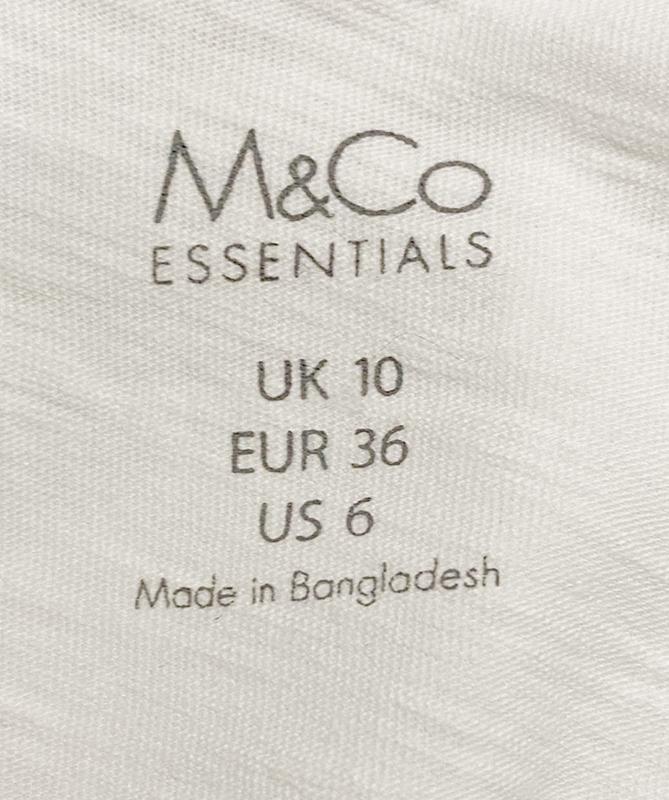 M&Co
ESSENTIALS
UK 10
EUR 36
US 6
Made in Bangladesh